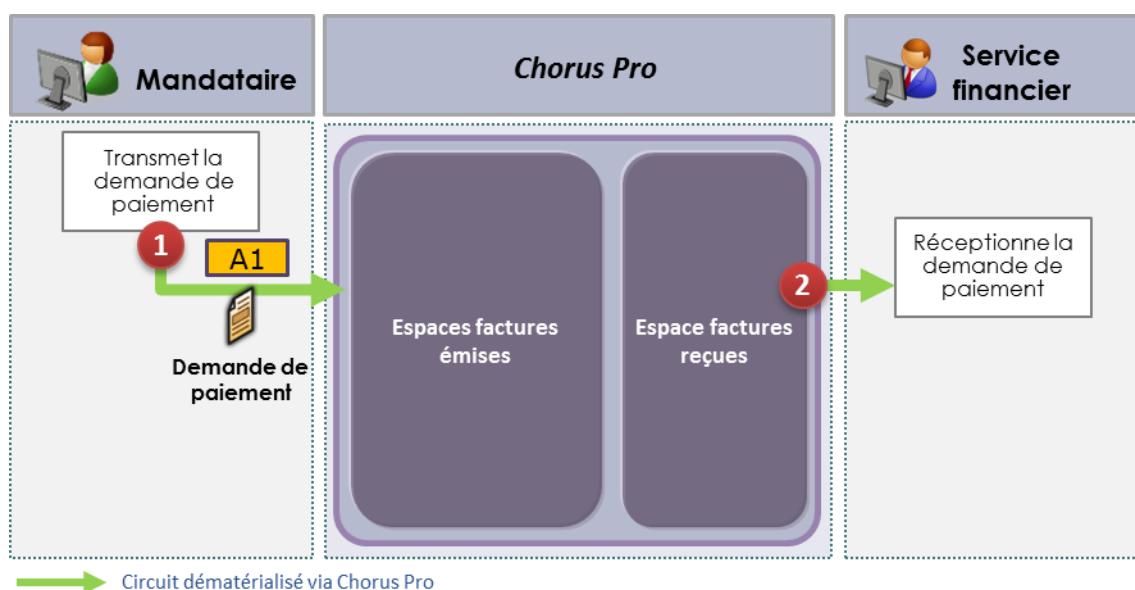 Mandataire
Chorus Pro
Service
financier
Transmet la
demande de
paiement
1
A1
Demande de
paiement
Espaces factures
émises
Espace factures
reçues
2
Réceptionne la
demande de
paiement
Circuit dématérialisé via Chorus Pro